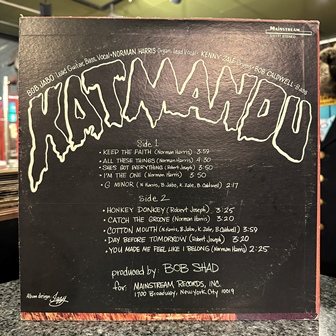 MAINSTREAM
BOB JABO Lead Guitar, Bass, Vocal • NORMAN HARRIS Organ, Lead Vocal • KENNY ZALE Drums • BOB CALDWELL Bass
KATMANDU
Side 1
• KEEP THE FAITH (Norman Harris) 3:59
• ALL THESE THINGS (Norman Harris) 4:30
• SHE'S GOT EVERYTHING (Robert Joseph) 3:50
• I'M THE ONE (Norman Harris) 3:50
• G MINOR (N. Harris, B. Jabo, K. Zale, B. Caldwell) 2:17
Side 2
• HONKEY DONKEY (Robert Joseph) 3:25
• CATCH THE GROOVE (Norman Harris) 3:20
• COTTON MOUTH (N. Harris, B. Jabo, K. Zale, B. Caldwell) 3:59
• DAY BEFORE TOMORROW (Robert Joseph) 3:20
• YOU MADE ME FEEL LIKE I BELONG (Norman Harris) 2:25
produced by BOB SHAD
for MAINSTREAM RECORDS, INC.
1700 Broadway, New York City 10019
Album design: